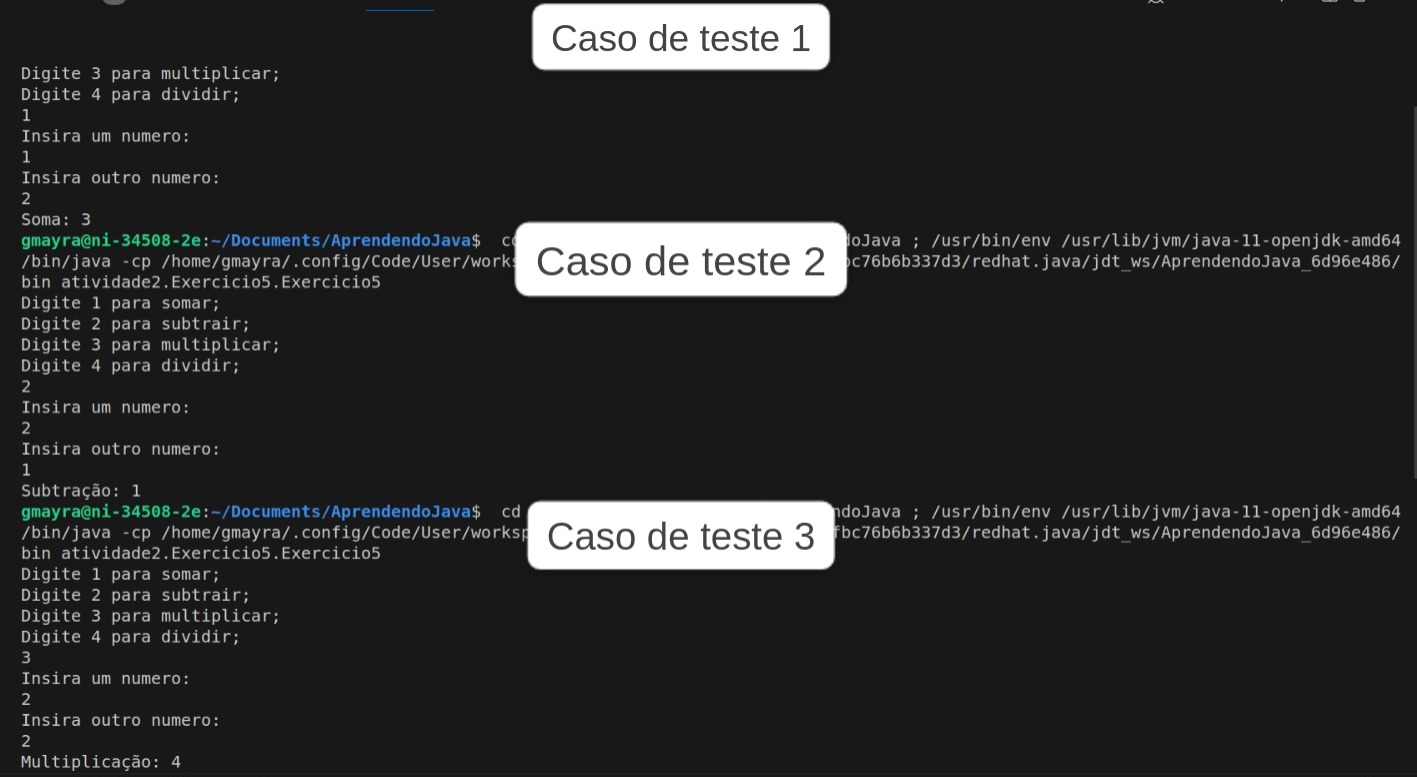 Caso de teste 1
Digite 3 para multiplicar;
Digite 4 para dividir;
1
Insira um numero:
1
Insira outro numero:
2
Soma: 3
gmayra@ni-34508-2e:~/Documents/AprendendoJava$ doJava ; /usr/bin/env /usr/lib/jvm/java-11-openjdk-amd64
Caso de teste 2
/bin/java -cp /home/gmayra/.config/Code/User/works bc76b6b337d3/redhat.java/jdt_ws/AprendendoJava_6d96e486/
bin atividade2.Exercicio5.Exercicio5
Digite 1 para somar;
Digite 2 para subtrair;
Digite 3 para multiplicar;
Digite 4 para dividir;
2
Insira um numero:
2
Insira outro numero:
1
Subtração: 1
gmayra@ni-34508-2e:~/Documents/AprendendoJava$ cd ndoJava ; /usr/bin/env /usr/lib/jvm/java-11-openjdk-amd64
Caso de teste 3
/bin/java -cp /home/gmayra/.config/Code/User/worksp fbc76b6b337d3/redhat.java/jdt_ws/AprendendoJava_6d96e486/
bin atividade2.Exercicio5.Exercicio5
Digite 1 para somar;
Digite 2 para subtrair;
Digite 3 para multiplicar;
Digite 4 para dividir;
3
Insira um numero:
2
Insira outro numero:
2
Multiplicação: 4